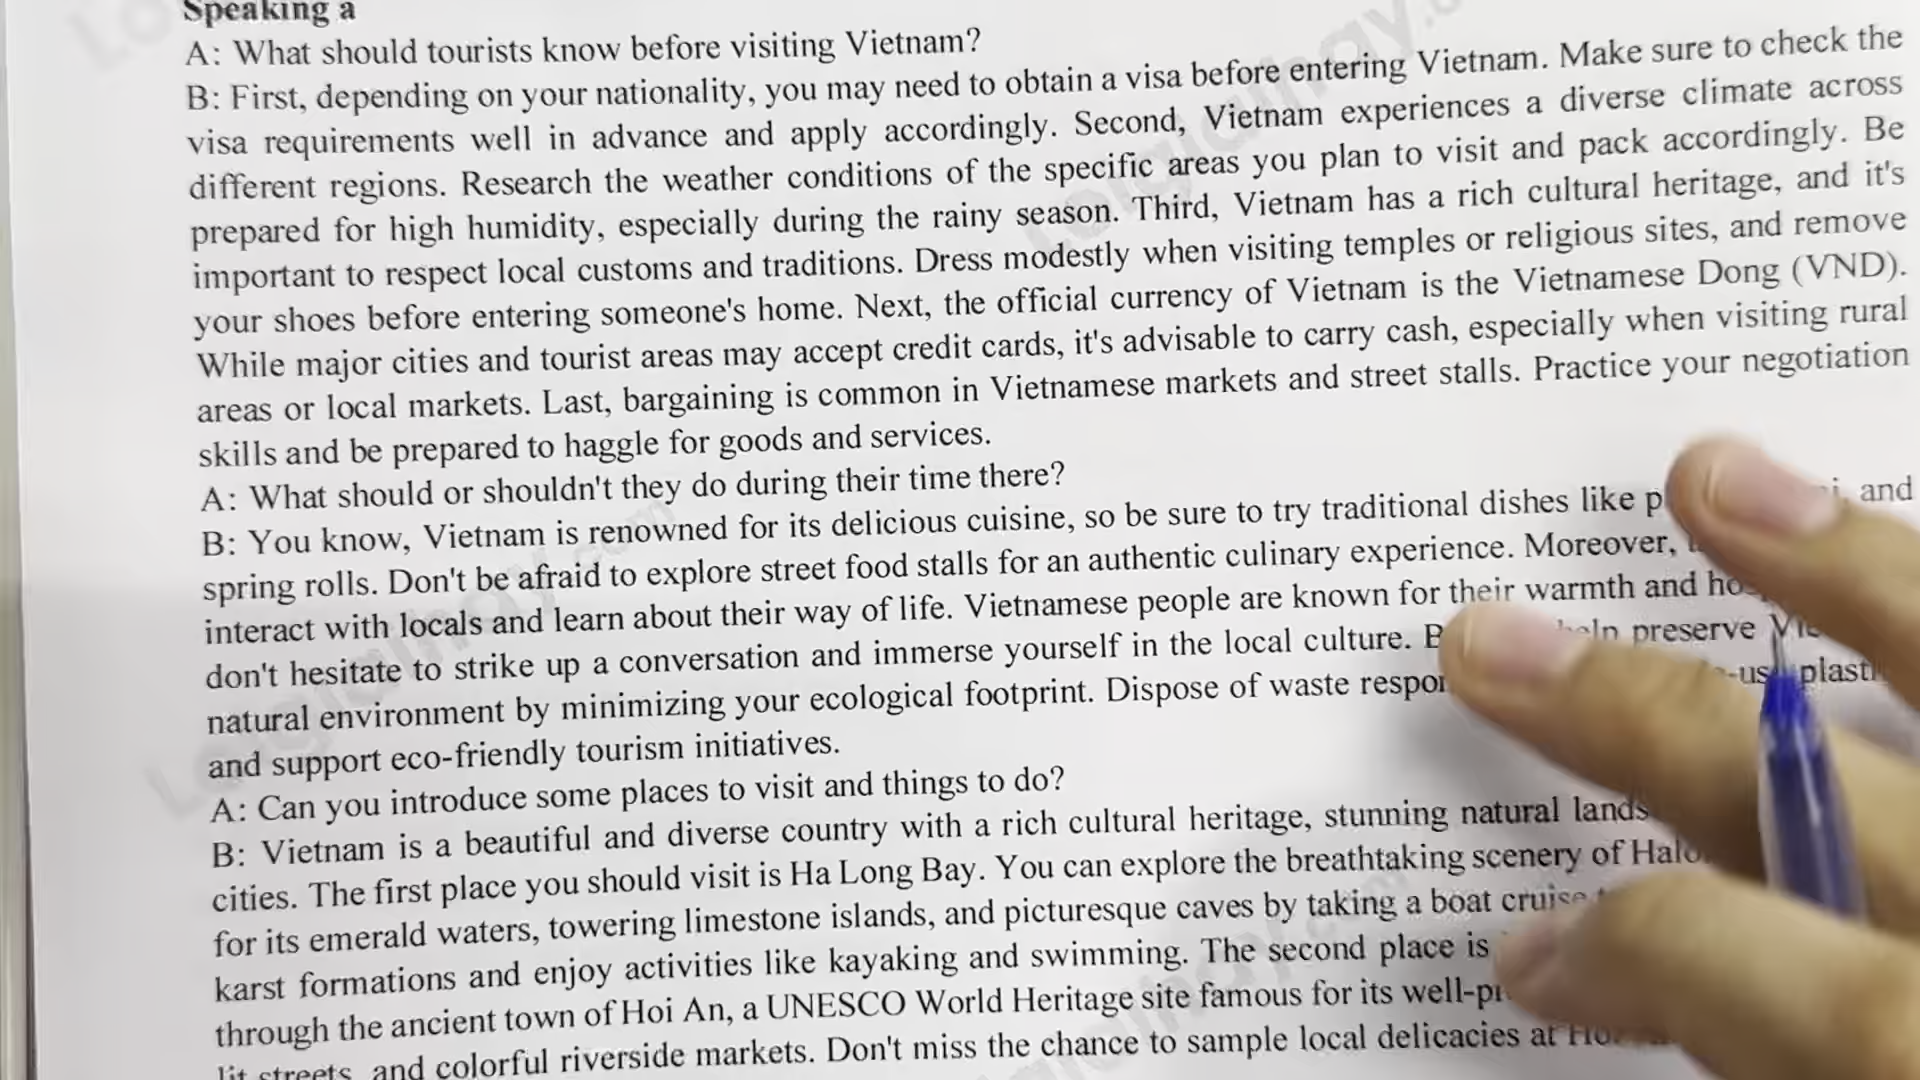 Speaking a
A: What should tourists know before visiting Vietnam?
B: First, depending on your nationality, you may need to obtain a visa before entering Vietnam. Make sure to check the
visa requirements well in advance and apply accordingly. Second, Vietnam experiences a diverse climate across
different regions. Research the weather conditions of the specific areas you plan to visit and pack accordingly. Be
prepared for high humidity, especially during the rainy season. Third, Vietnam has a rich cultural heritage, and it's
important to respect local customs and traditions. Dress modestly when visiting temples or religious sites, and remove
your shoes before entering someone's home. Next, the official currency of Vietnam is the Vietnamese Dong (VND).
While major cities and tourist areas may accept credit cards, it's advisable to carry cash, especially when visiting rural
areas or local markets. Last, bargaining is common in Vietnamese markets and street stalls. Practice your negotiation
skills and be prepared to haggle for goods and services.
A: What should or shouldn't they do during their time there?
B: You know, Vietnam is renowned for its delicious cuisine, so be sure to try traditional dishes like and
spring rolls. Don't be afraid to explore street food stalls for an authentic culinary experience. Moreover,
interact with locals and learn about their way of life. Vietnamese people are known for their warmth and
don't hesitate to strike up a conversation and immerse yourself in the local culture. help preserve
natural environment by minimizing your ecological footprint. Dispose of waste
and support eco-friendly tourism initiatives.
A: Can you introduce some places to visit and things to do?
B: Vietnam is a beautiful and diverse country with a rich cultural heritage, stunning natural
cities. The first place you should visit is Ha Long Bay. You can explore the breathtaking scenery of
for its emerald waters, towering limestone islands, and picturesque caves by taking a boat cruise
karst formations and enjoy activities like kayaking and swimming. The second place is
through the ancient town of Hoi An, a UNESCO World Heritage site famous for its
lit streets, and colorful riverside markets. Don't miss the chance to sample local delicacies at